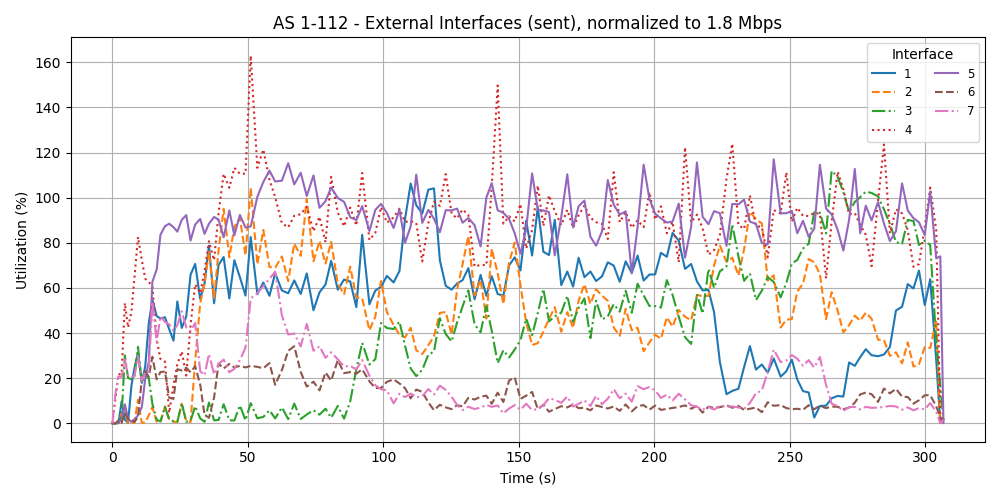 AS 1-112 - External Interfaces (sent), normalized to 1.8 Mbps
Utilization (%)
160
140
120
100
80
60
40
20
0
0 50 100 150 200 250 300
Time (s)
Interface
1 5
2 6
3 7
4